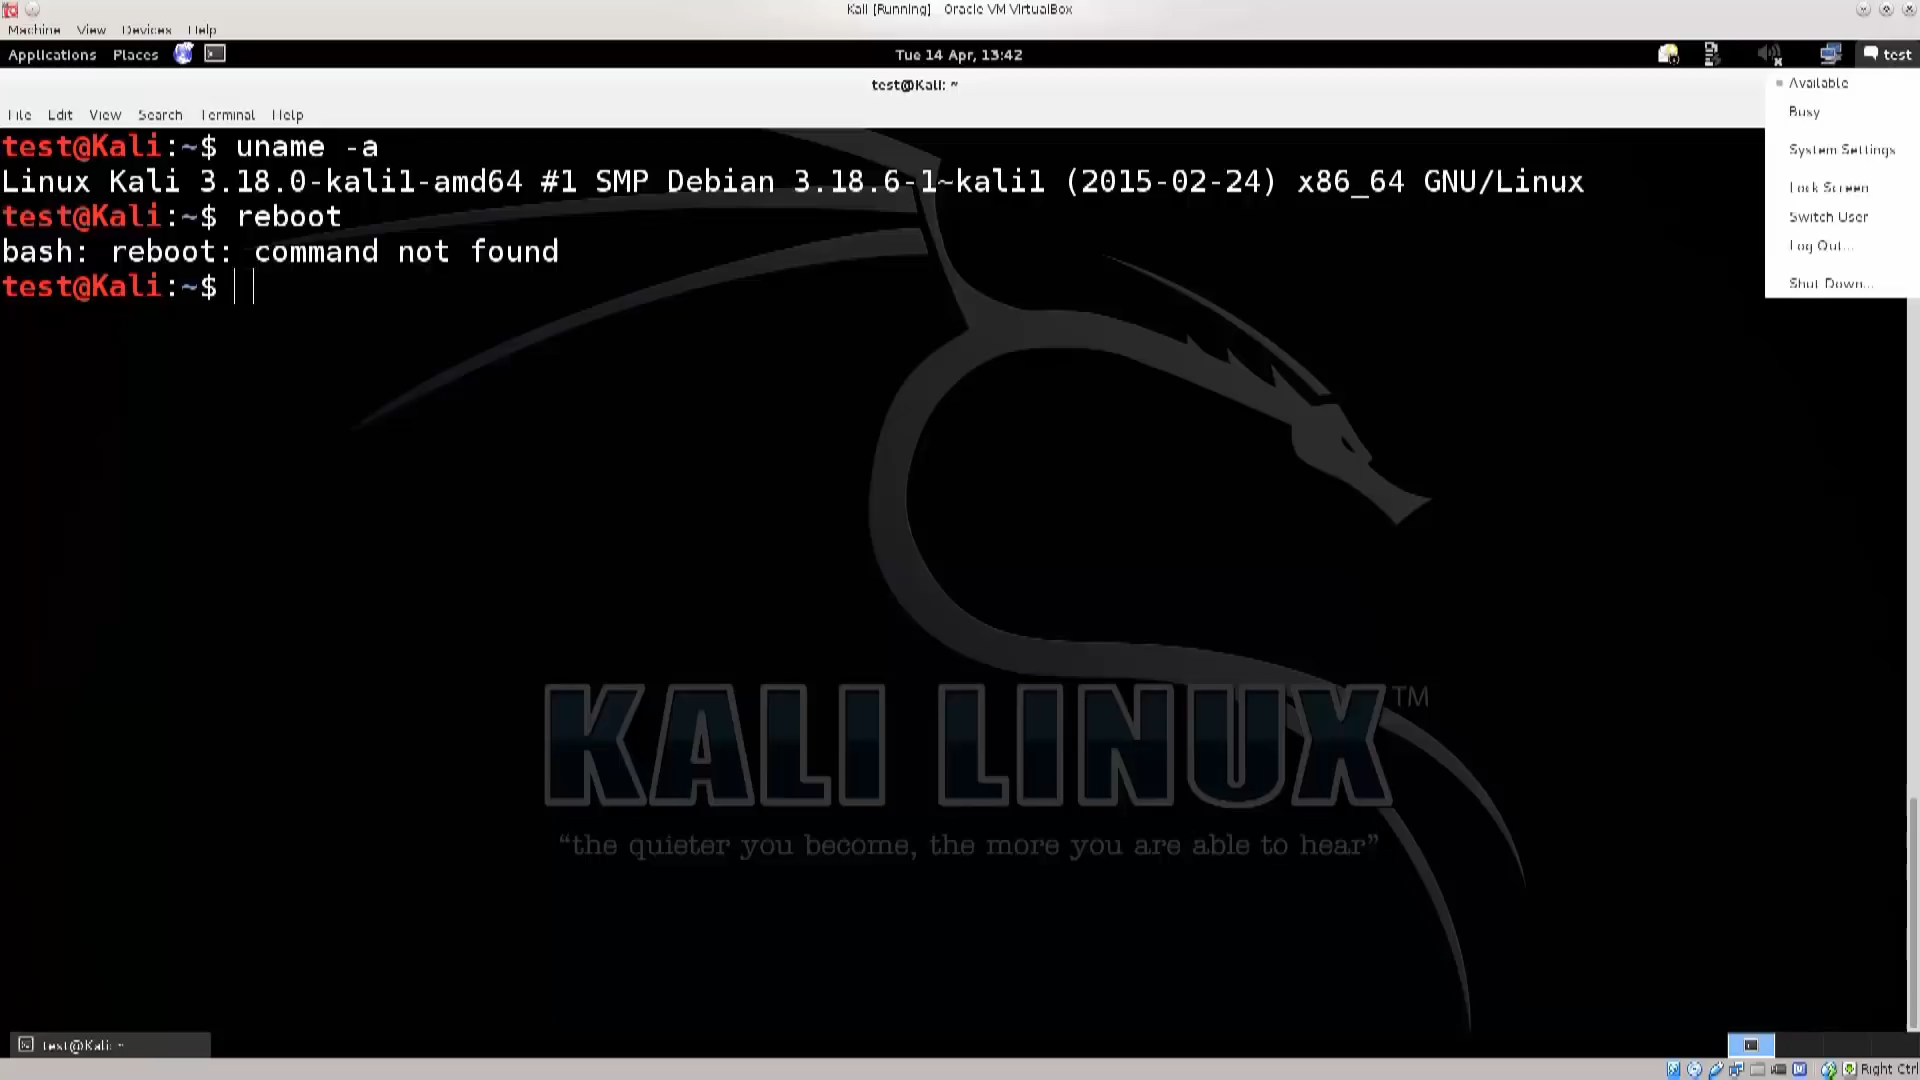 Kali [Running] Oracle VM VirtualBox
Machine View Devices Help
Applications Places Tue 14 Apr, 13:42 test
test@Kali: ~
File Edit View Search Terminal Help
Available
Busy
System Settings
Lock Screen
Switch User
Log Out...
Shut Down...
test@Kali:~$ uname -a
Linux Kali 3.18.0-kali1-amd64 #1 SMP Debian 3.18.6-1~kali1 (2015-02-24) x86_64 GNU/Linux
test@Kali:~$ reboot
bash: reboot: command not found
test@Kali:~$
KALI LINUX™
“the quieter you become, the more you are able to hear”
test@Kali: ~
Right Ctrl